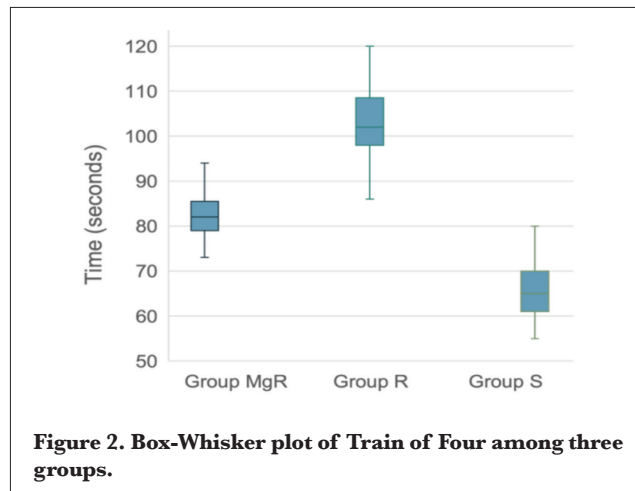 120
110
100
90
80
70
60
50
Time (seconds)
Group MgR Group R Group S
Figure 2. Box-Whisker plot of Train of Four among three
groups.